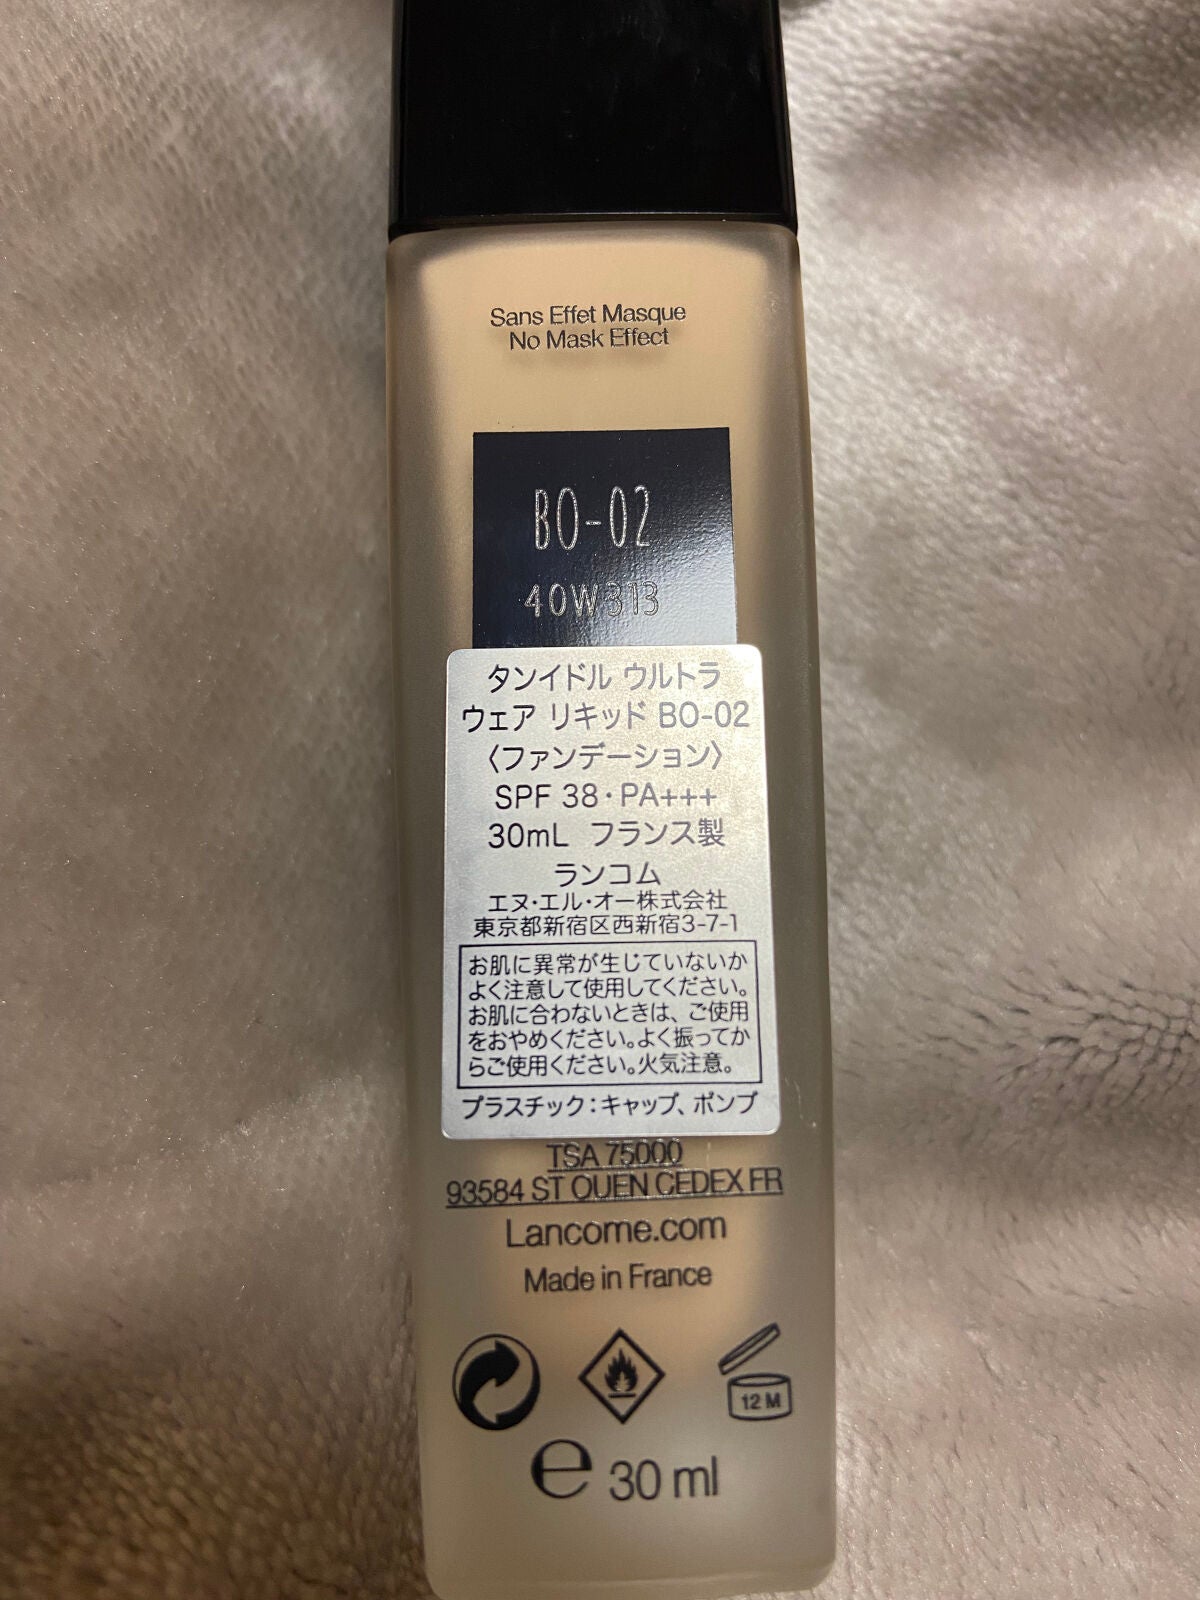 Sans Effet Masque
No Mask Effect
BO-02
40W313
タンイドル ウルトラ
ウェア リキッド BO-02
〈ファンデーション〉
SPF 38・PA+++
30mL フランス製
ランコム
エヌ・エル・オー株式会社
東京都新宿区西新宿3-7-1
お肌に異常が生じていないか
よく注意して使用してください。
お肌に合わないときは、ご使用
をおやめください。よく振ってか
らご使用ください。火気注意。
プラスチック：キャップ、ポンプ
TSA 75000
93584 ST OUEN CEDEX FR
Lancome.com
Made in France
12 M
℮ 30 ml